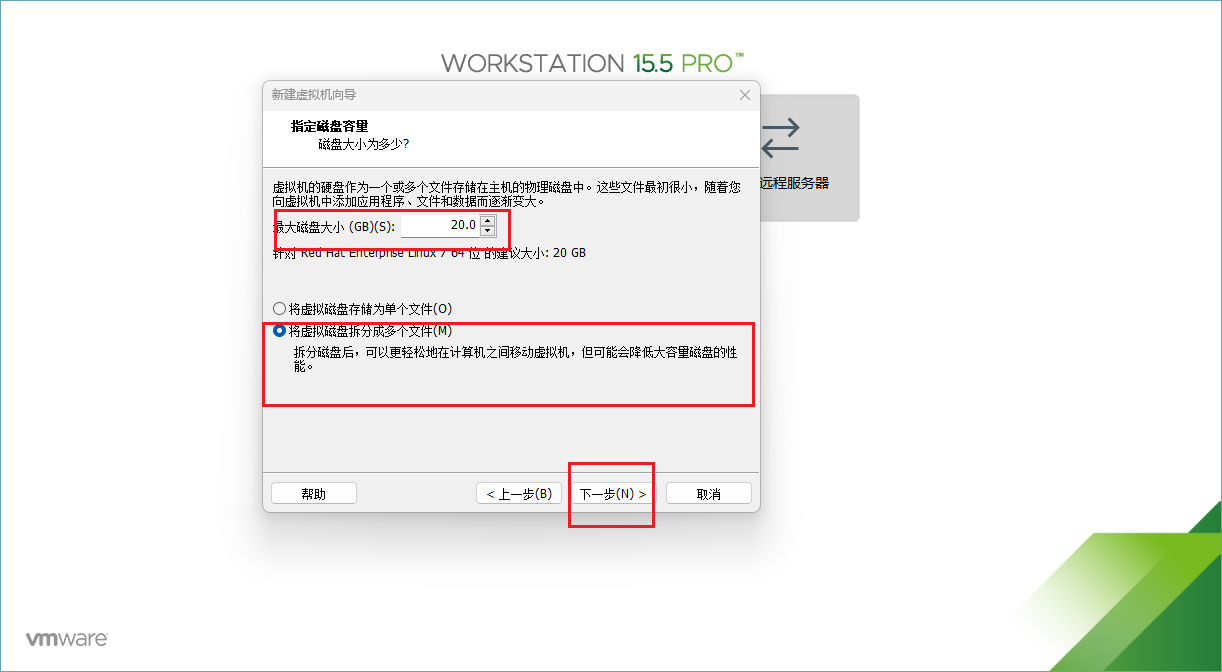 WORKSTATION 15.5 PRO™
新建虚拟机向导
指定磁盘容量
磁盘大小为多少?
远程服务器
虚拟机的硬盘作为一个或多个文件存储在主机的物理磁盘中。这些文件最初很小，随着您
向虚拟机中添加应用程序、文件和数据而逐渐变大。
最大磁盘大小 (GB)(S): 20.0
针对 Red Hat Enterprise Linux 7 64 位 的建议大小: 20 GB
将虚拟磁盘存储为单个文件(O)
将虚拟磁盘拆分成多个文件(M)
拆分磁盘后，可以更轻松地在计算机之间移动虚拟机，但可能会降低大容量磁盘的性
能。
帮助 < 上一步(B) 下一步(N) > 取消
vmware